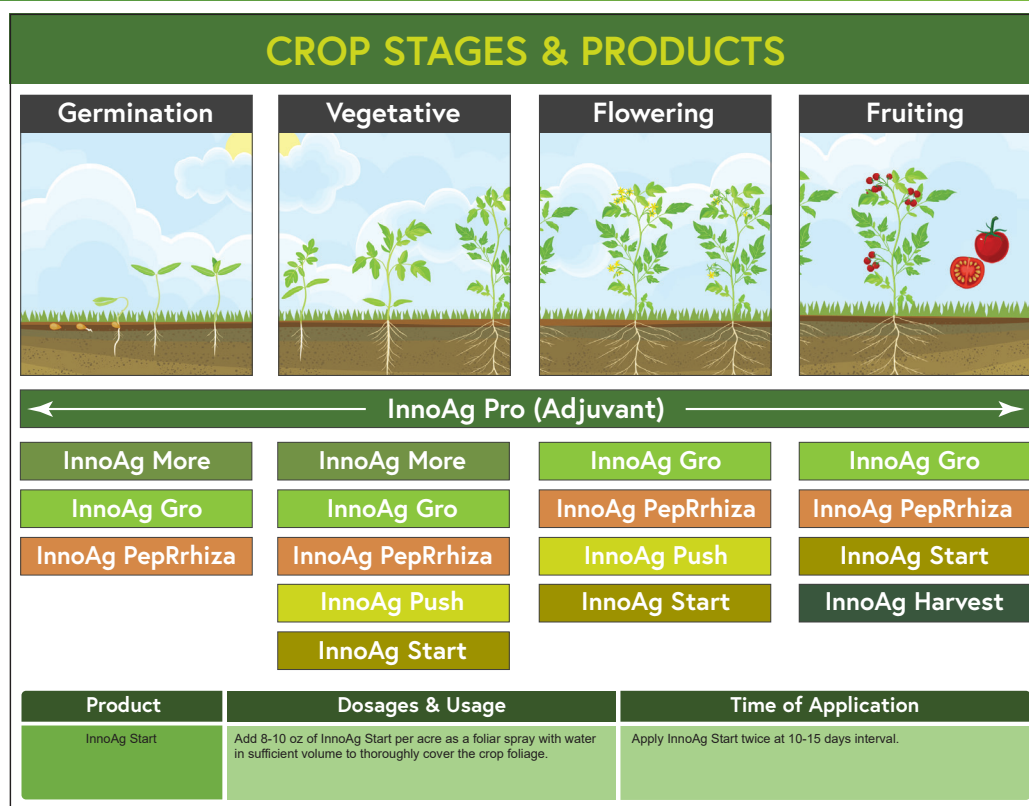 CROP STAGES & PRODUCTS
Germination
Vegetative
Flowering
Fruiting
InnoAg Pro (Adjuvant)
InnoAg More
InnoAg Gro
InnoAg PepRrhiza
InnoAg More
InnoAg Gro
InnoAg PepRrhiza
InnoAg Push
InnoAg Start
InnoAg Gro
InnoAg PepRrhiza
InnoAg Push
InnoAg Start
InnoAg Gro
InnoAg PepRrhiza
InnoAg Start
InnoAg Harvest
Product
Dosages & Usage
Time of Application
InnoAg Start
Add 8-10 oz of InnoAg Start per acre as a foliar spray with water
in sufficient volume to thoroughly cover the crop foliage.
Apply InnoAg Start twice at 10-15 days interval.